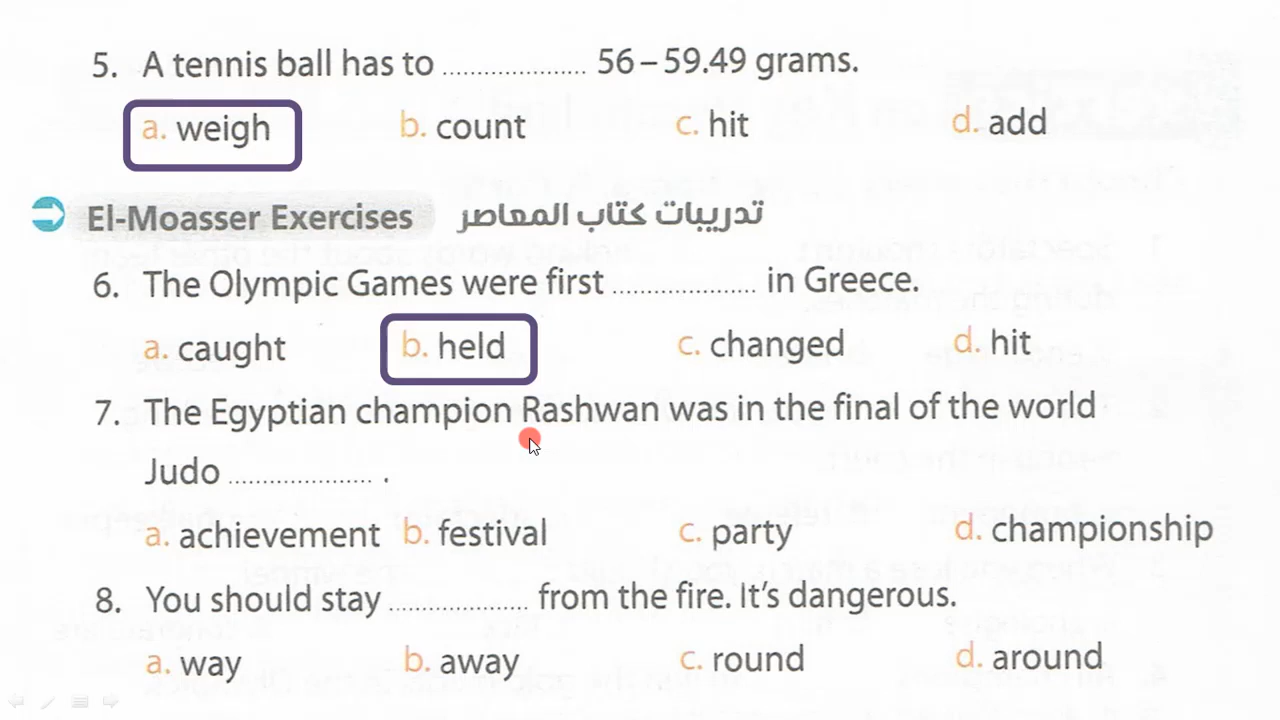 5. A tennis ball has to .................... 56 – 59.49 grams.
a. weigh b. count c. hit d. add
El-Moasser Exercises تدريبات كتاب المعاصر
6. The Olympic Games were first .................... in Greece.
a. caught b. held c. changed d. hit
7. The Egyptian champion Rashwan was in the final of the world
Judo .................... .
a. achievement b. festival c. party d. championship
8. You should stay .................... from the fire. It's dangerous.
a. way b. away c. round d. around